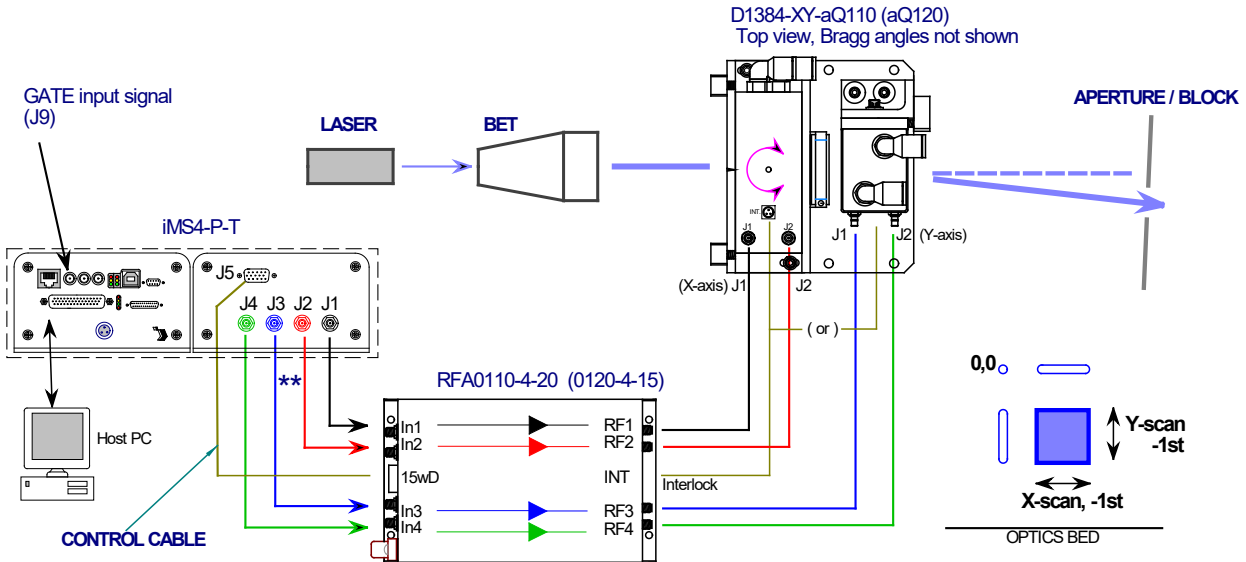 D1384-XY-aQ110 (aQ120)
Top view, Bragg angles not shown
GATE input signal
(J9)
LASER
BET
APERTURE / BLOCK
INT.
J1
J2
J1
J2 (Y-axis)
(X-axis) J1
J2
iMS4-P-T
J5
J4 J3 J2 J1
( or )
**
RFA0110-4-20 (0120-4-15)
0,0
Host PC
In1
RF1
In2
RF2
15wD
INT
Interlock
In3
RF3
In4
RF4
Y-scan
-1st
X-scan, -1st
CONTROL CABLE
OPTICS BED